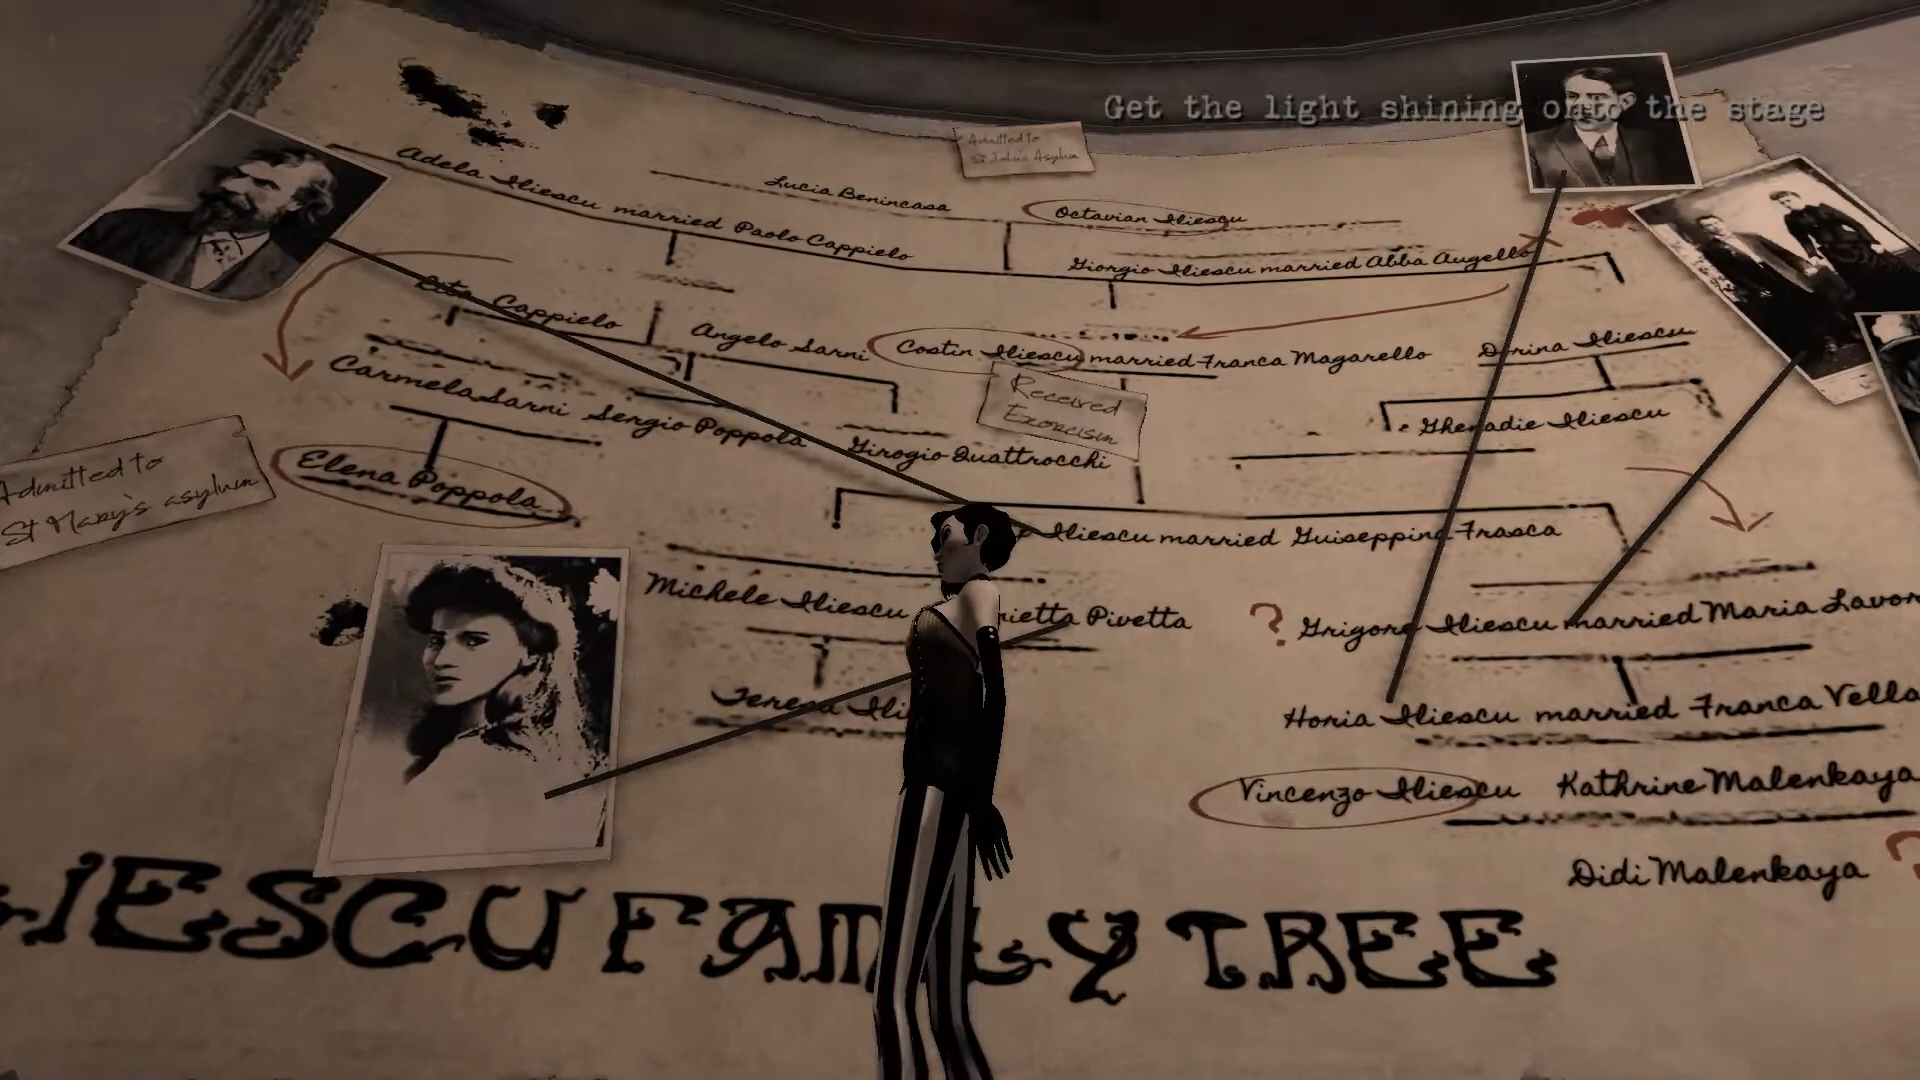 Get the light shining onto the stage
Admitted to
St John's Asylum
Adela Iliescu married Paolo Cappielo
Lucia Benincasa
Octavian Iliescu
Giorgio Iliescu married Abba Augello
Cappielo
Angelo Sarni
Costin Iliescu married Franca Magarello
Dorina Iliescu
Carmela Sarni Sergio Poppola
Girogio Quattrocchi
Received
Exorcism
Ghenadie Iliescu
Admitted to
St Mary's asylum
Elena Poppola
Iliescu married Guiseppina Frasca
Michele Iliescu
Pivetta
? Grigore Iliescu married Maria Lavor
Teresa Ili
Horia Iliescu married Franca Vella
Vincenzo Iliescu Kathrine Malenkaya
Didi Malenkaya ?
IESCU FAMILY TREE